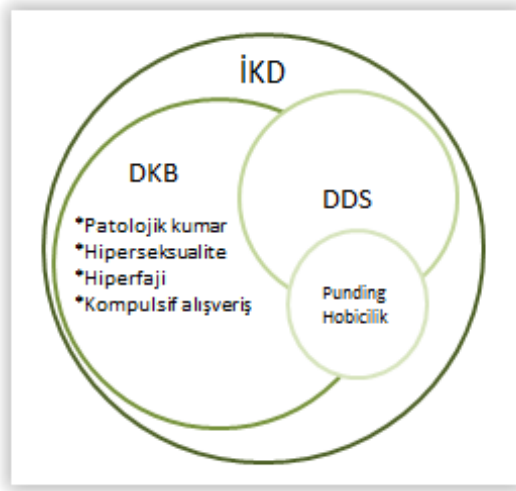 İKD
DKB
*Patolojik kumar
*Hiperseksualite
*Hiperfaji
*Kompulsif alışveriş
DDS
Punding
Hobicilik